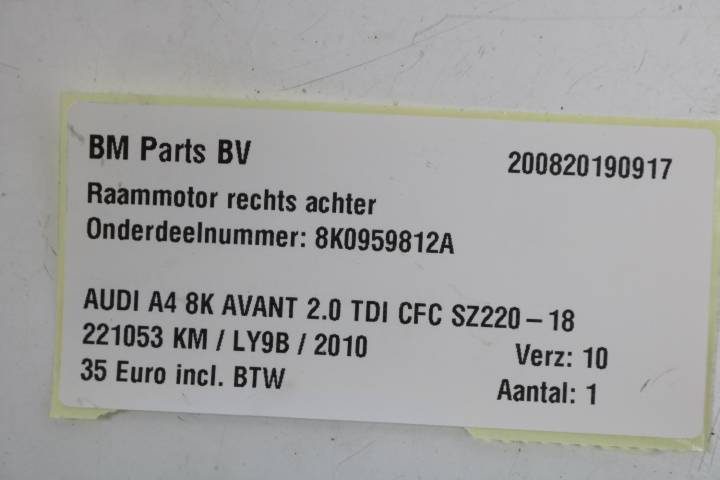 BM Parts BV 200820190917
Raammotor rechts achter
Onderdeelnummer: 8K0959812A
AUDI A4 8K AVANT 2.0 TDI CFC SZ220 – 18
221053 KM / LY9B / 2010 Verz: 10
35 Euro incl. BTW Aantal: 1